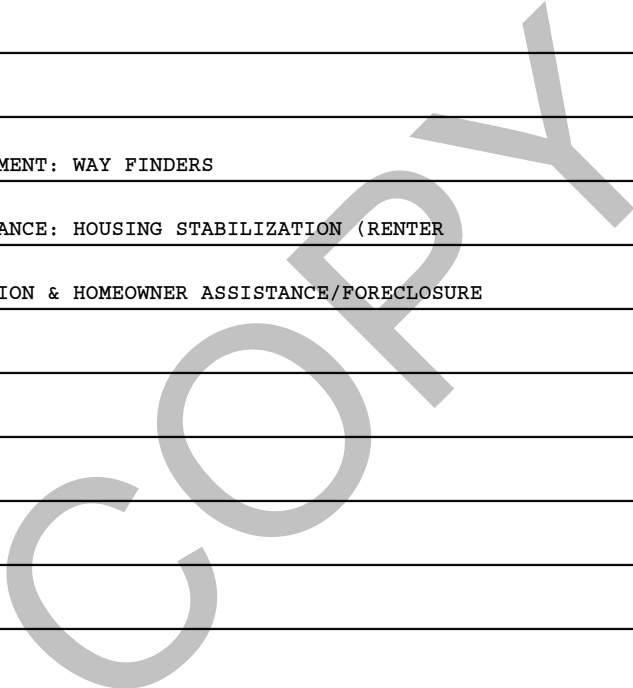 MENT: WAY FINDERS
ANCE: HOUSING STABILIZATION (RENTER
ION & HOMEOWNER ASSISTANCE/FORECLOSURE
COPY